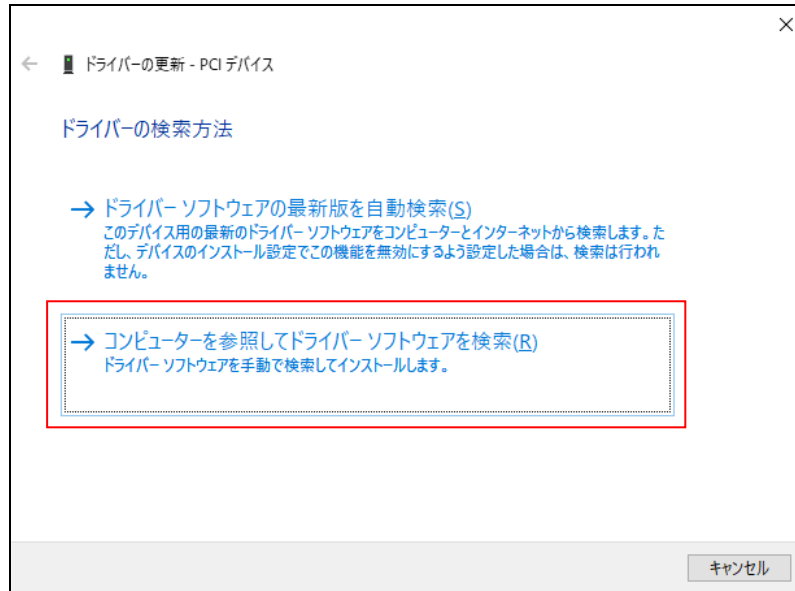 ドライバーの更新 - PCI デバイス
ドライバーの検索方法
→ ドライバー ソフトウェアの最新版を自動検索(S)
このデバイス用の最新のドライバー ソフトウェアをコンピューターとインターネットから検索します。た
だし、デバイスのインストール設定でこの機能を無効にするよう設定した場合は、検索は行われ
ません。
→ コンピューターを参照してドライバー ソフトウェアを検索(R)
ドライバー ソフトウェアを手動で検索してインストールします。
キャンセル